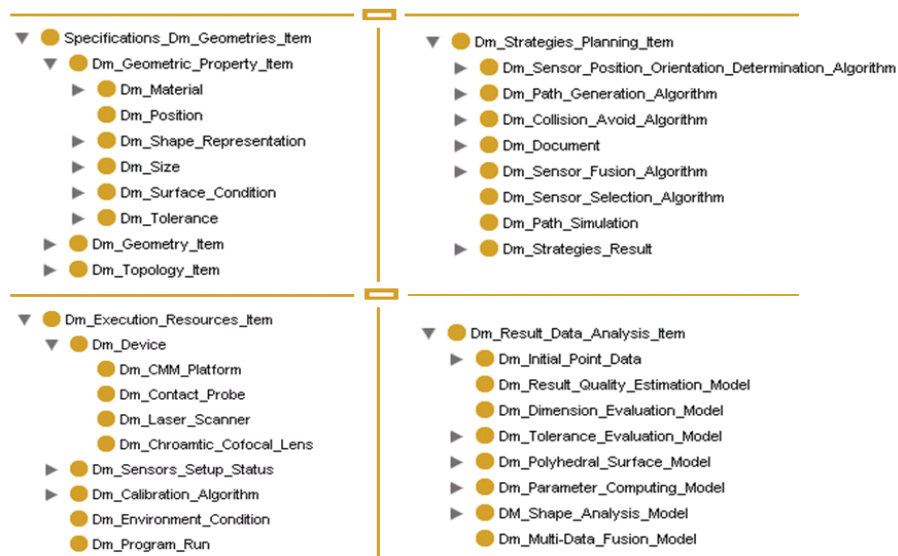 Specifications_Dm_Geometries_Item
Dm_Geometric_Property_Item
Dm_Material
Dm_Position
Dm_Shape_Representation
Dm_Size
Dm_Surface_Condition
Dm_Tolerance
Dm_Geometry_Item
Dm_Topology_Item
Dm_Strategies_Planning_Item
Dm_Sensor_Position_Orientation_Determination_Algorithm
Dm_Path_Generation_Algorithm
Dm_Collision_Avoid_Algorithm
Dm_Document
Dm_Sensor_Fusion_Algorithm
Dm_Sensor_Selection_Algorithm
Dm_Path_Simulation
Dm_Strategies_Result
Dm_Execution_Resources_Item
Dm_Device
Dm_CMM_Platform
Dm_Contact_Probe
Dm_Laser_Scanner
Dm_Chroamtic_Cofocal_Lens
Dm_Sensors_Setup_Status
Dm_Calibration_Algorithm
Dm_Environment_Condition
Dm_Program_Run
Dm_Result_Data_Analysis_Item
Dm_Initial_Point_Data
Dm_Result_Quality_Estimation_Model
Dm_Dimension_Evaluation_Model
Dm_Tolerance_Evaluation_Model
Dm_Polyhedral_Surface_Model
Dm_Parameter_Computing_Model
DM_Shape_Analysis_Model
Dm_Multi-Data_Fusion_Model